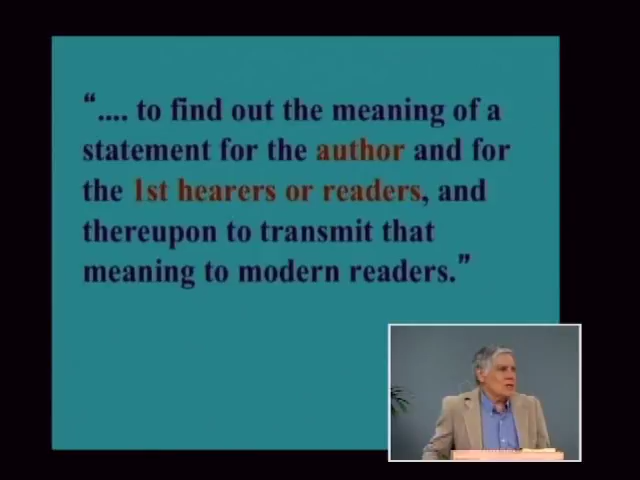 “.... to find out the meaning of a
statement for the author and for
the 1st hearers or readers, and
thereupon to transmit that
meaning to modern readers.”